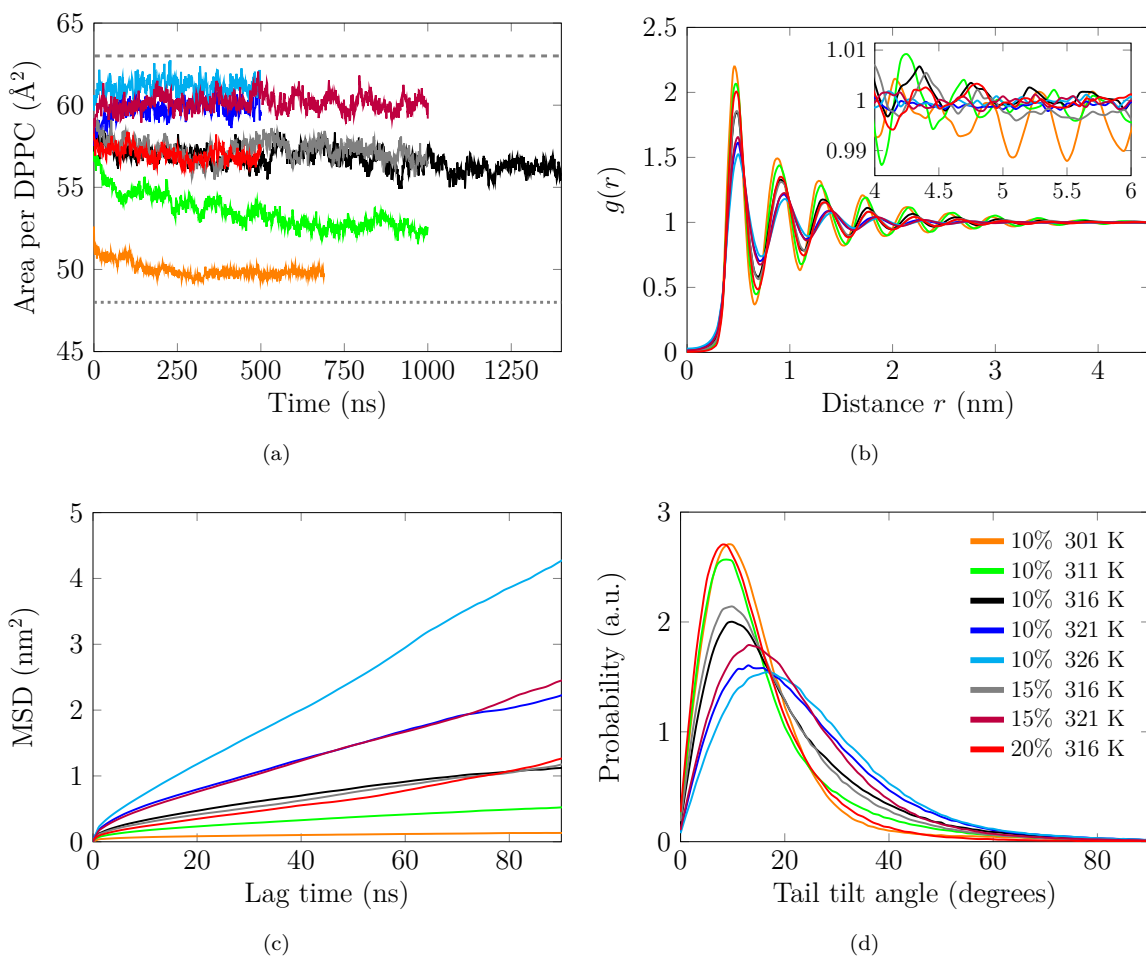 65
60
55
50
45
Area per DPPC (Å²)
0 250 500 750 1000 1250
Time (ns)
(a)
2.5
2
1.5
1
0.5
0
g(r)
1.01
1
0.99
4 4.5 5 5.5 6
0 1 2 3 4
Distance r (nm)
(b)
5
4
3
2
1
0
MSD (nm²)
0 20 40 60 80
Lag time (ns)
(c)
3
2
1
0
Probability (a.u.)
10% 301 K
10% 311 K
10% 316 K
10% 321 K
10% 326 K
15% 316 K
15% 321 K
20% 316 K
0 20 40 60 80
Tail tilt angle (degrees)
(d)